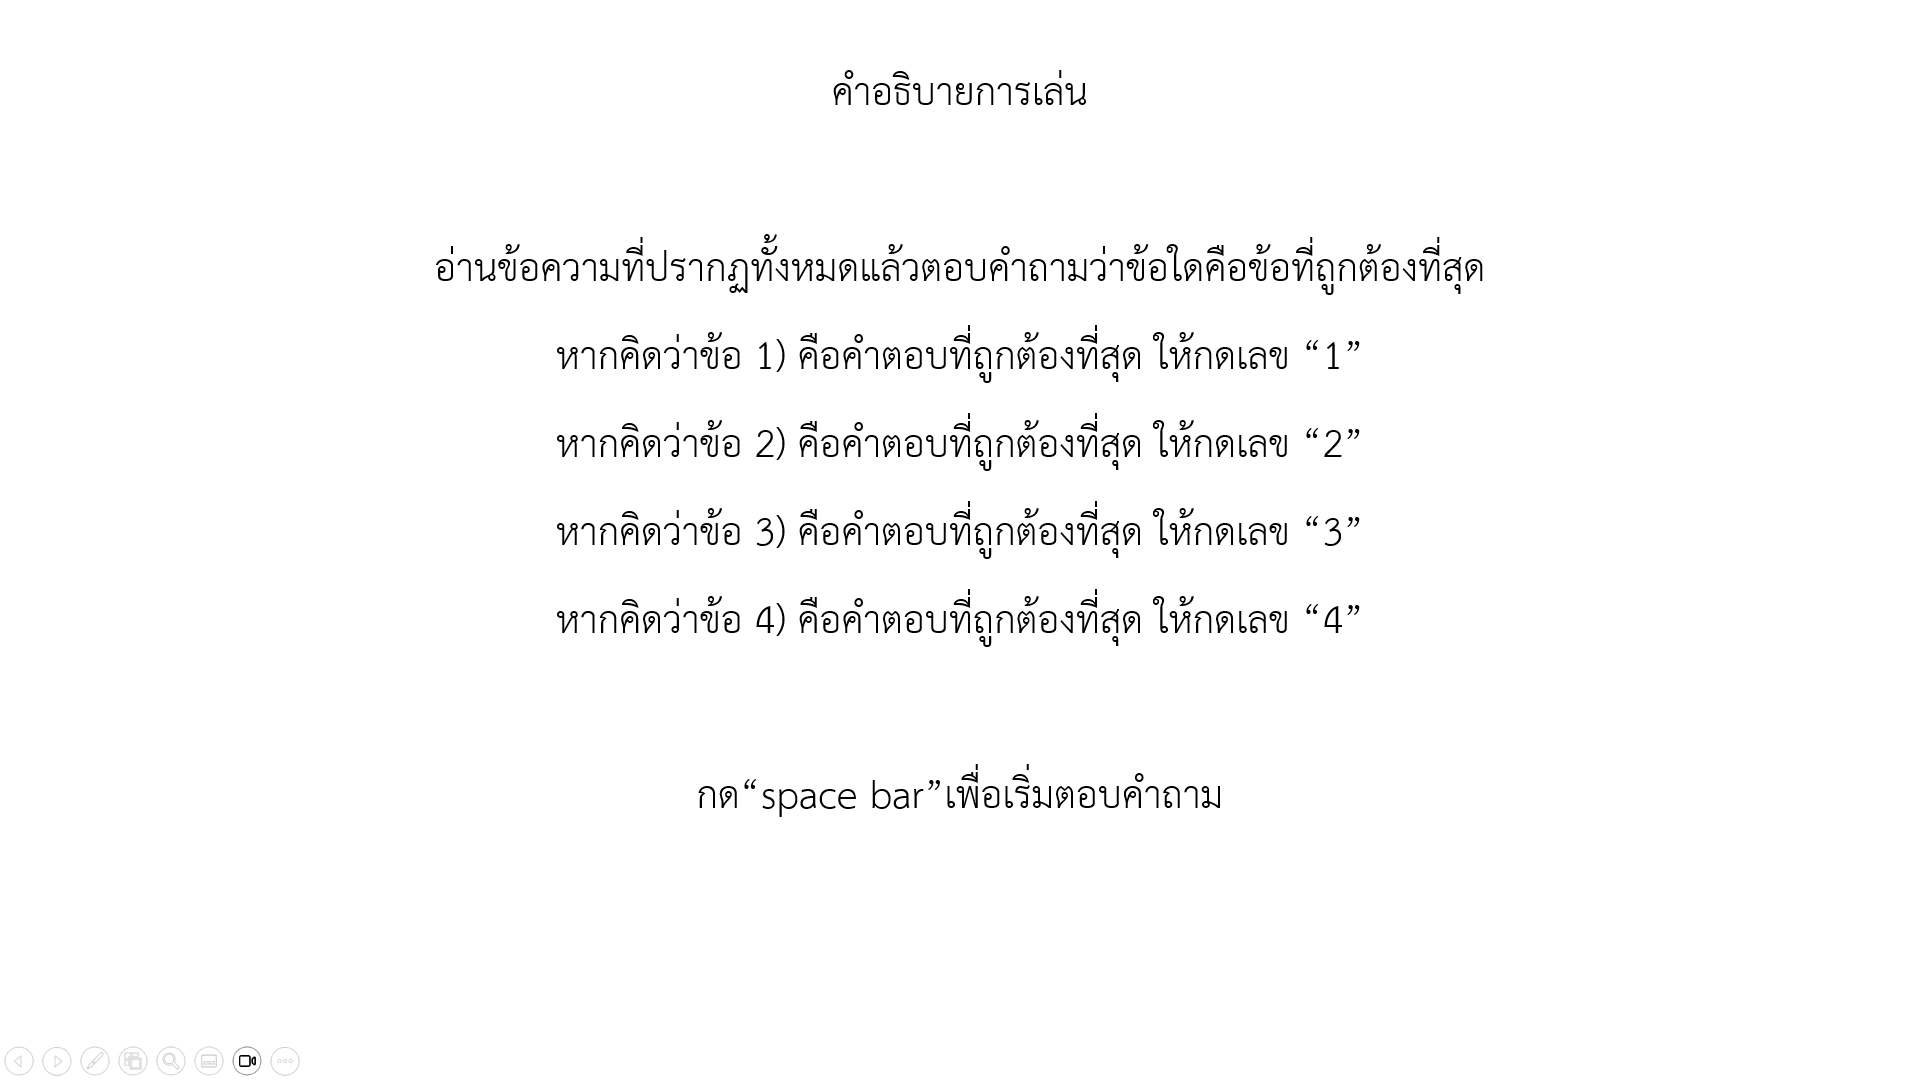 คำอธิบายการเล่น
อ่านข้อความที่ปรากฏทั้งหมดแล้วตอบคำถามว่าข้อใดคือข้อที่ถูกต้องที่สุด
หากคิดว่าข้อ 1) คือคำตอบที่ถูกต้องที่สุด ให้กดเลข “1”
หากคิดว่าข้อ 2) คือคำตอบที่ถูกต้องที่สุด ให้กดเลข “2”
หากคิดว่าข้อ 3) คือคำตอบที่ถูกต้องที่สุด ให้กดเลข “3”
หากคิดว่าข้อ 4) คือคำตอบที่ถูกต้องที่สุด ให้กดเลข “4”
กด“space bar”เพื่อเริ่มตอบคำถาม